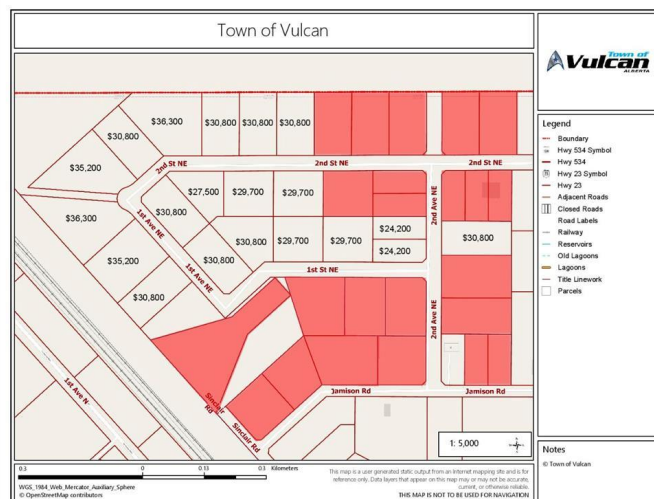 Town of Vulcan
Town of
Vulcan
ALBERTA
$36,300
$30,800
$30,800
$30,800
$30,800
$35,200
2nd St NE
2nd St NE
2nd St NE
$36,300
$30,800
$27,500
$29,700
$29,700
2nd Ave NE
1st Ave NE
$35,200
$30,800
$30,800
$30,800
$29,700
$29,700
$24,200
$24,200
$30,800
1st Ave NE
1st St NE
2nd Ave NE
1st Ave N
Sinclair
Rd
Sinclair Rd
Jamison Rd
Jamison Rd
1: 5,000
Legend
Boundary
Hwy 534 Symbol
Hwy 534
Hwy 23 Symbol
Hwy 23
Adjacent Roads
Closed Roads
Road Labels
Railway
Reservoirs
Old Lagoons
Lagoons
Title Linework
Parcels
Notes
© Town of Vulcan
0.3
0
0.13
0.3
Kilometers
WGS_1984_Web_Mercator_Auxiliary_Sphere
© OpenStreetMap contributors
This map is a user generated static output from an internet mapping site and is for
reference only. Data layers that appear on this map may or may not be accurate,
current, or otherwise reliable.
THIS MAP IS NOT TO BE USED FOR NAVIGATION